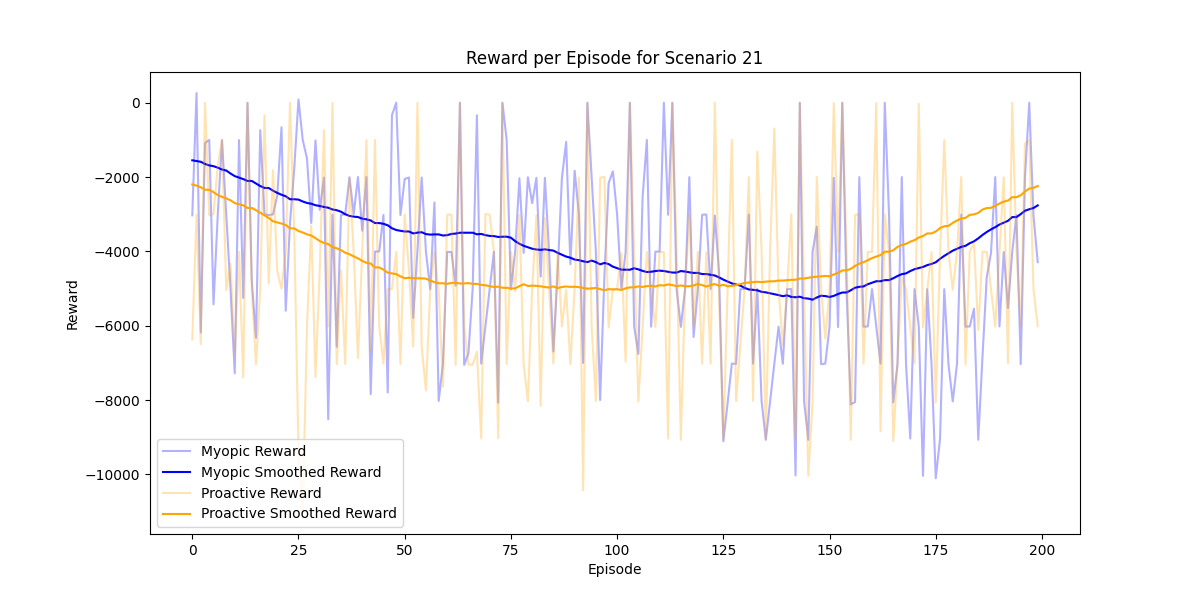 Reward per Episode for Scenario 21
Reward
0
−2000
−4000
−6000
−8000
−10000
Myopic Reward
Myopic Smoothed Reward
Proactive Reward
Proactive Smoothed Reward
0 25 50 75 100 125 150 175 200
Episode